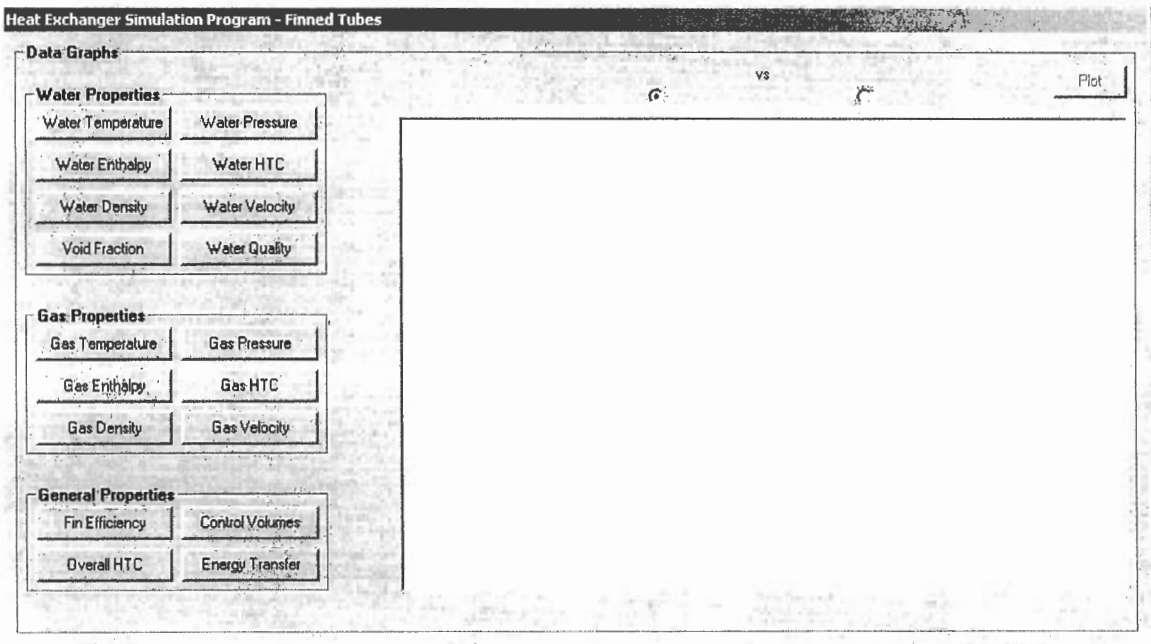 Heat Exchanger Simulation Program - Finned Tubes
Data Graphs
vs
Plot
Water Properties
Water Temperature Water Pressure
Water Enthalpy Water HTC
Water Density Water Velocity
Void Fraction Water Quality
Gas Properties
Gas Temperature Gas Pressure
Gas Enthalpy Gas HTC
Gas Density Gas Velocity
General Properties
Fin Efficiency Control Volumes
Overall HTC Energy Transfer